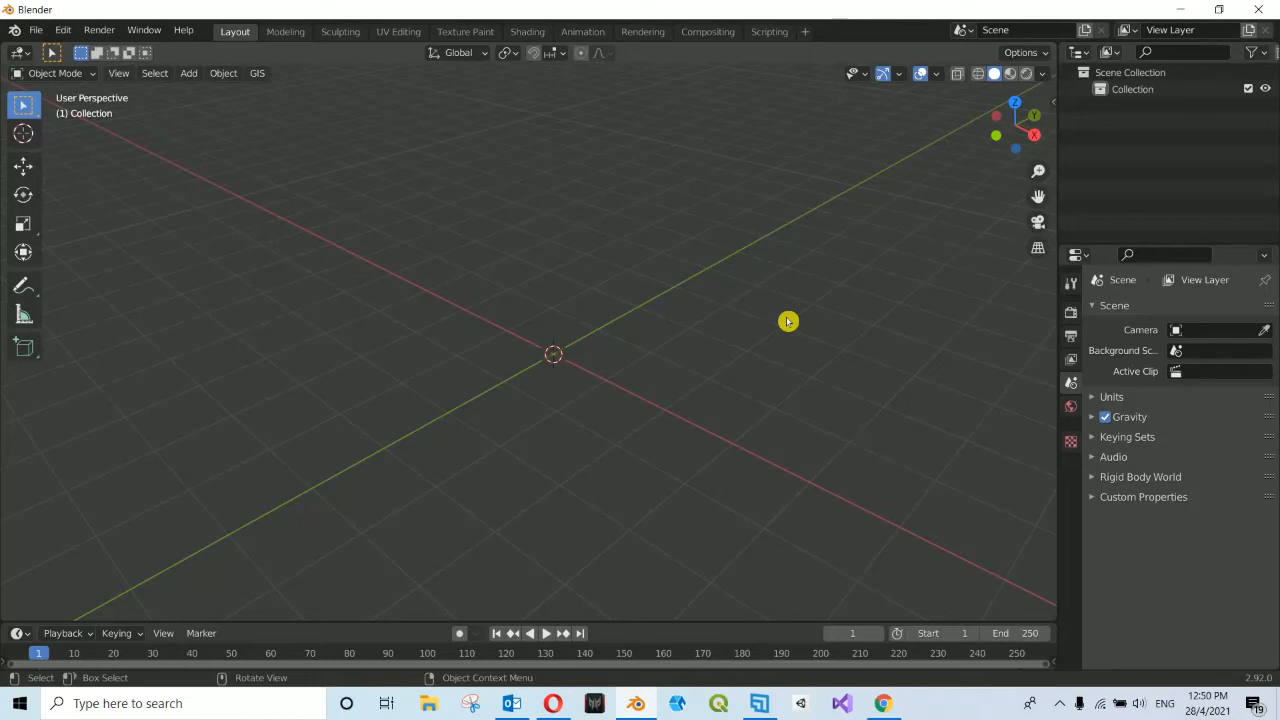 Blender
File Edit Render Window Help Layout Modeling Sculpting UV Editing Texture Paint Shading Animation Rendering Compositing Scripting + Scene View Layer
Global Options
Object Mode View Select Add Object GIS
User Perspective
(1) Collection
Z
Y
X
Scene Collection
Collection
Scene View Layer
Scene
Camera
Background Sc...
Active Clip
Units
Gravity
Keying Sets
Audio
Rigid Body World
Custom Properties
Playback Keying View Marker 1 Start 1 End 250
1 10 20 30 40 50 60 70 80 90 100 110 120 130 140 150 160 170 180 190 200 210 220 230 240 250
Select Box Select Rotate View Object Context Menu 2.92.0
Type here to search ENG 12:50 PM
28/4/2021 19